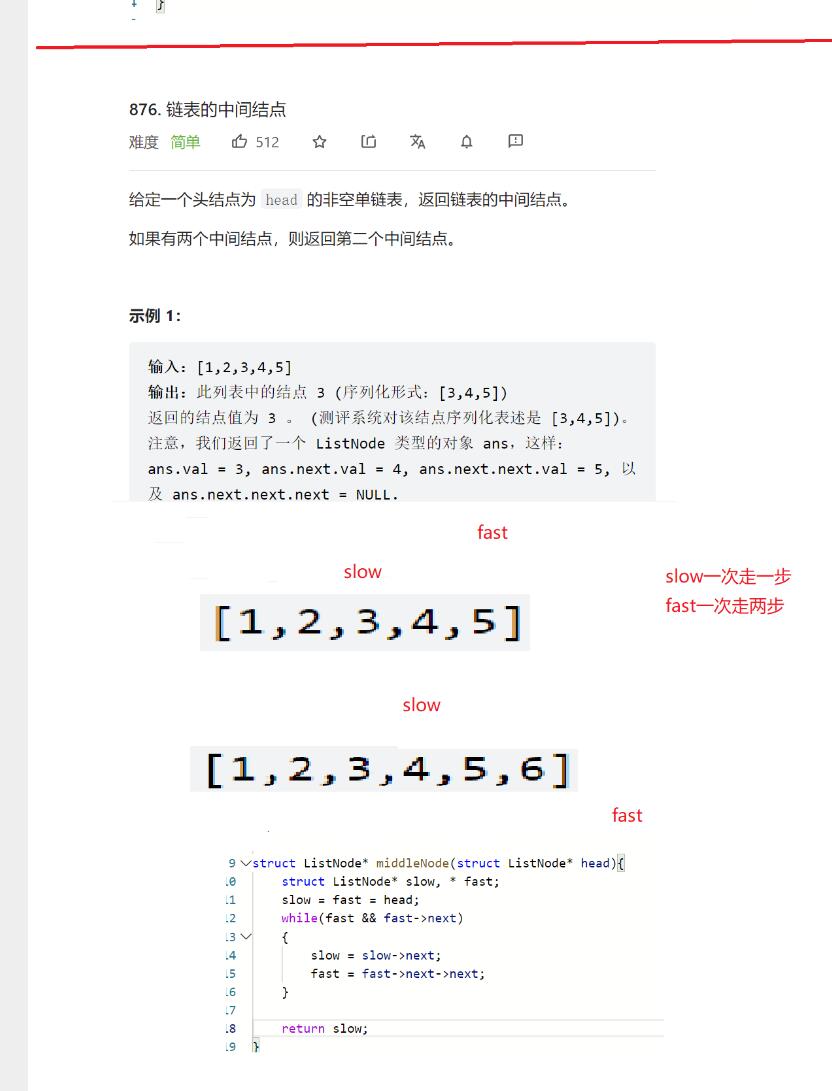 }
876. 链表的中间结点
难度 简单 512
给定一个头结点为 head 的非空单链表，返回链表的中间结点。
如果有两个中间结点，则返回第二个中间结点。
示例 1：
输入：[1,2,3,4,5]
输出：此列表中的结点 3 (序列化形式：[3,4,5])
返回的结点值为 3 。 (测评系统对该结点序列化表述是 [3,4,5])。
注意，我们返回了一个 ListNode 类型的对象 ans，这样：
ans.val = 3, ans.next.val = 4, ans.next.next.val = 5, 以
及 ans.next.next.next = NULL.
fast
slow
slow一次走一步
fast一次走两步
[1,2,3,4,5]
slow
[1,2,3,4,5,6]
fast
9 struct ListNode* middleNode(struct ListNode* head){
10 struct ListNode* slow, * fast;
11 slow = fast = head;
12 while(fast && fast->next)
13 {
14 slow = slow->next;
15 fast = fast->next->next;
16 }
17
18 return slow;
19 }